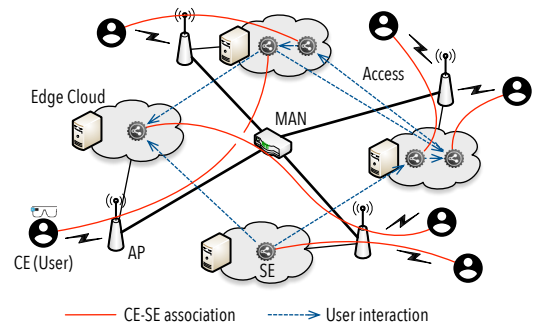 Access
Edge Cloud
MAN
CE (User)
AP
SE
CE-SE association
User interaction